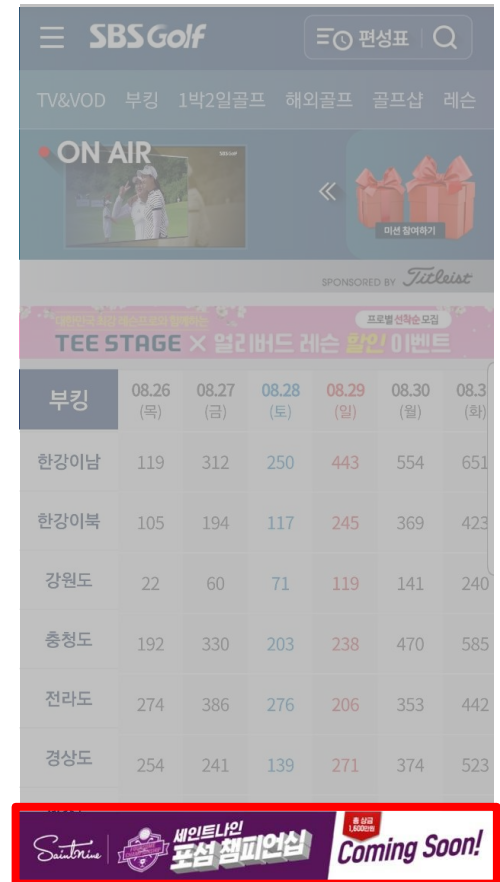 SBS Golf
편성표
TV&VOD 부킹 1박2일골프 해외골프 골프샵 레슨
ON AIR
미션 참여하기
SPONSORED BY Titleist
프로별 선착순 모집
TEE STAGE × 얼리버드 레슨 할인 이벤트
부킹 08.26 08.27 08.28 08.29 08.30 08.3
(목) (금) (토) (일) (월) (화)
한강이남 119 312 250 443 554 651
한강이북 105 194 117 245 369 423
강원도 22 60 71 119 141 240
충청도 192 330 203 238 470 585
전라도 274 386 276 206 353 442
경상도 254 241 139 271 374 523
Saintnine
세인트나인
포섬 챔피언십
총 상금
1,600만원
Coming Soon!